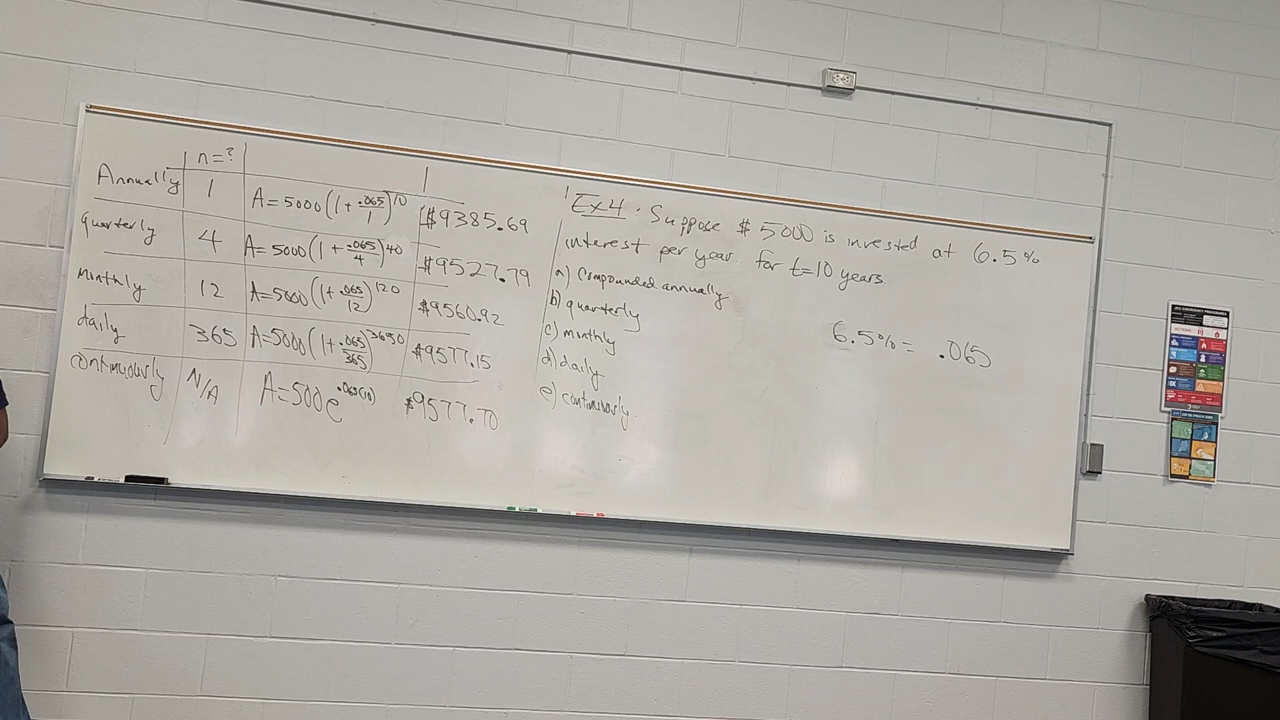 n=?
Annually 1 A=5000(1+.065/1)^10 $9385.69
quarterly 4 A=5000(1+.065/4)^40 $9527.79
Monthly 12 A=5000(1+.065/12)^120 $9560.92
daily 365 A=5000(1+.065/365)^3650 $9577.15
continuously N/A A=500e^.065(10) $9577.70
Ex4. Suppose $5000 is invested at 6.5%
interest per year for t=10 years.
a) Compounded annually
b) quarterly
c) monthly
d) daily
e) continuously.
6.5%= .065